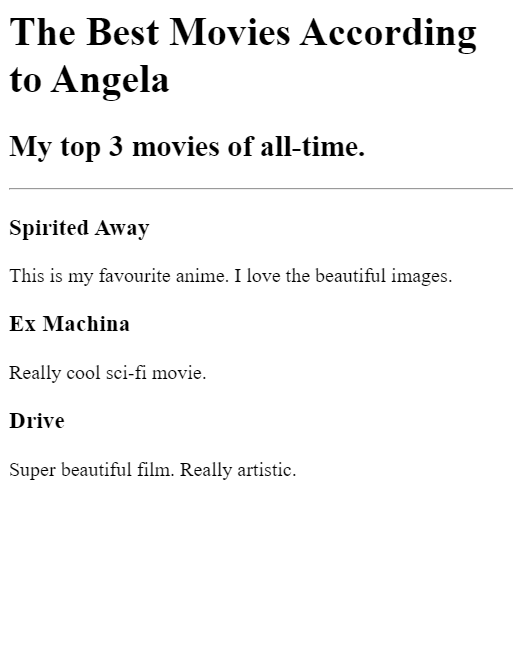 The Best Movies According
to Angela
My top 3 movies of all-time.
Spirited Away
This is my favourite anime. I love the beautiful images.
Ex Machina
Really cool sci-fi movie.
Drive
Super beautiful film. Really artistic.